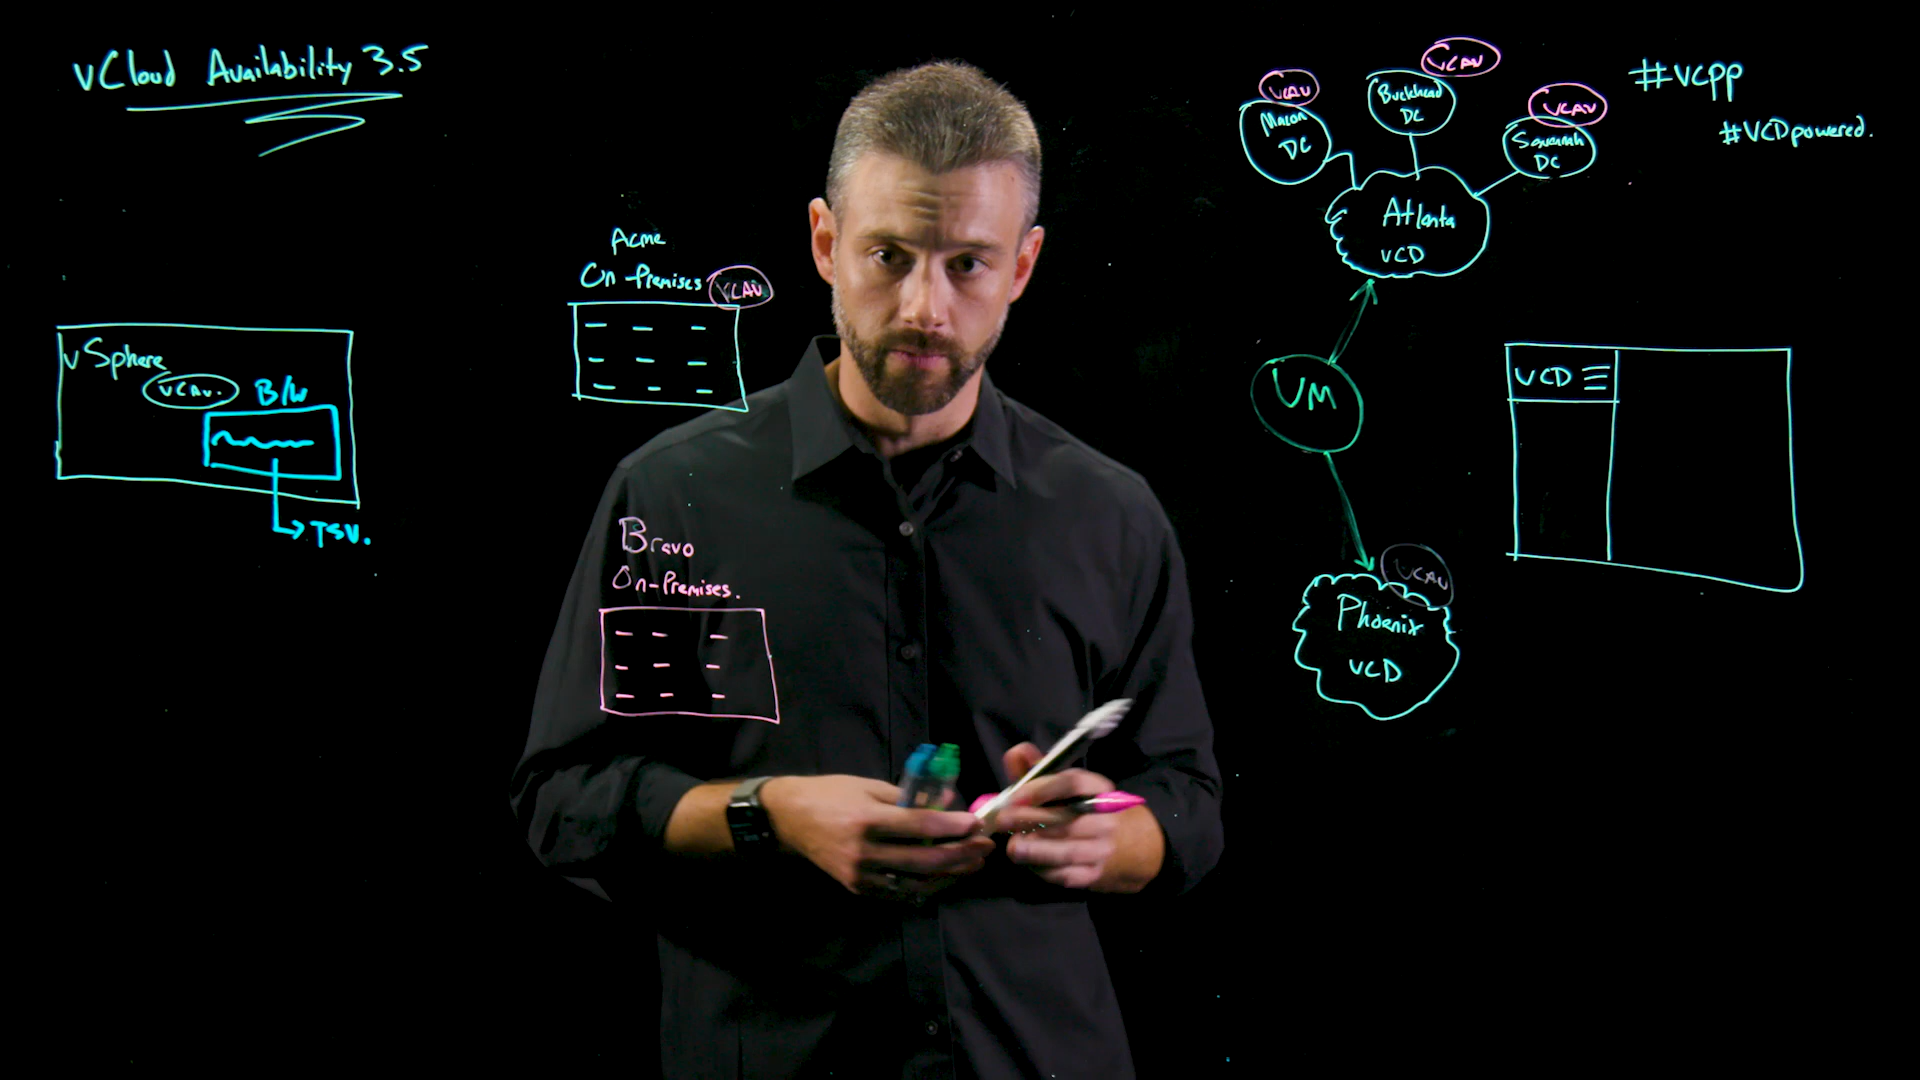 vCloud Availability 3.5
vSphere
VCAV.
B/W
TSV.
Acme
On-Premises
VCAV
Bravo
On-Premises.
VCAV
Macon
DC
VCAV
Buckhead
DC
VCAV
Savannah
DC
Atlanta
VCD
VM
VCAV
Phoenix
VCD
#VCPP
#VCDpowered.
VCD